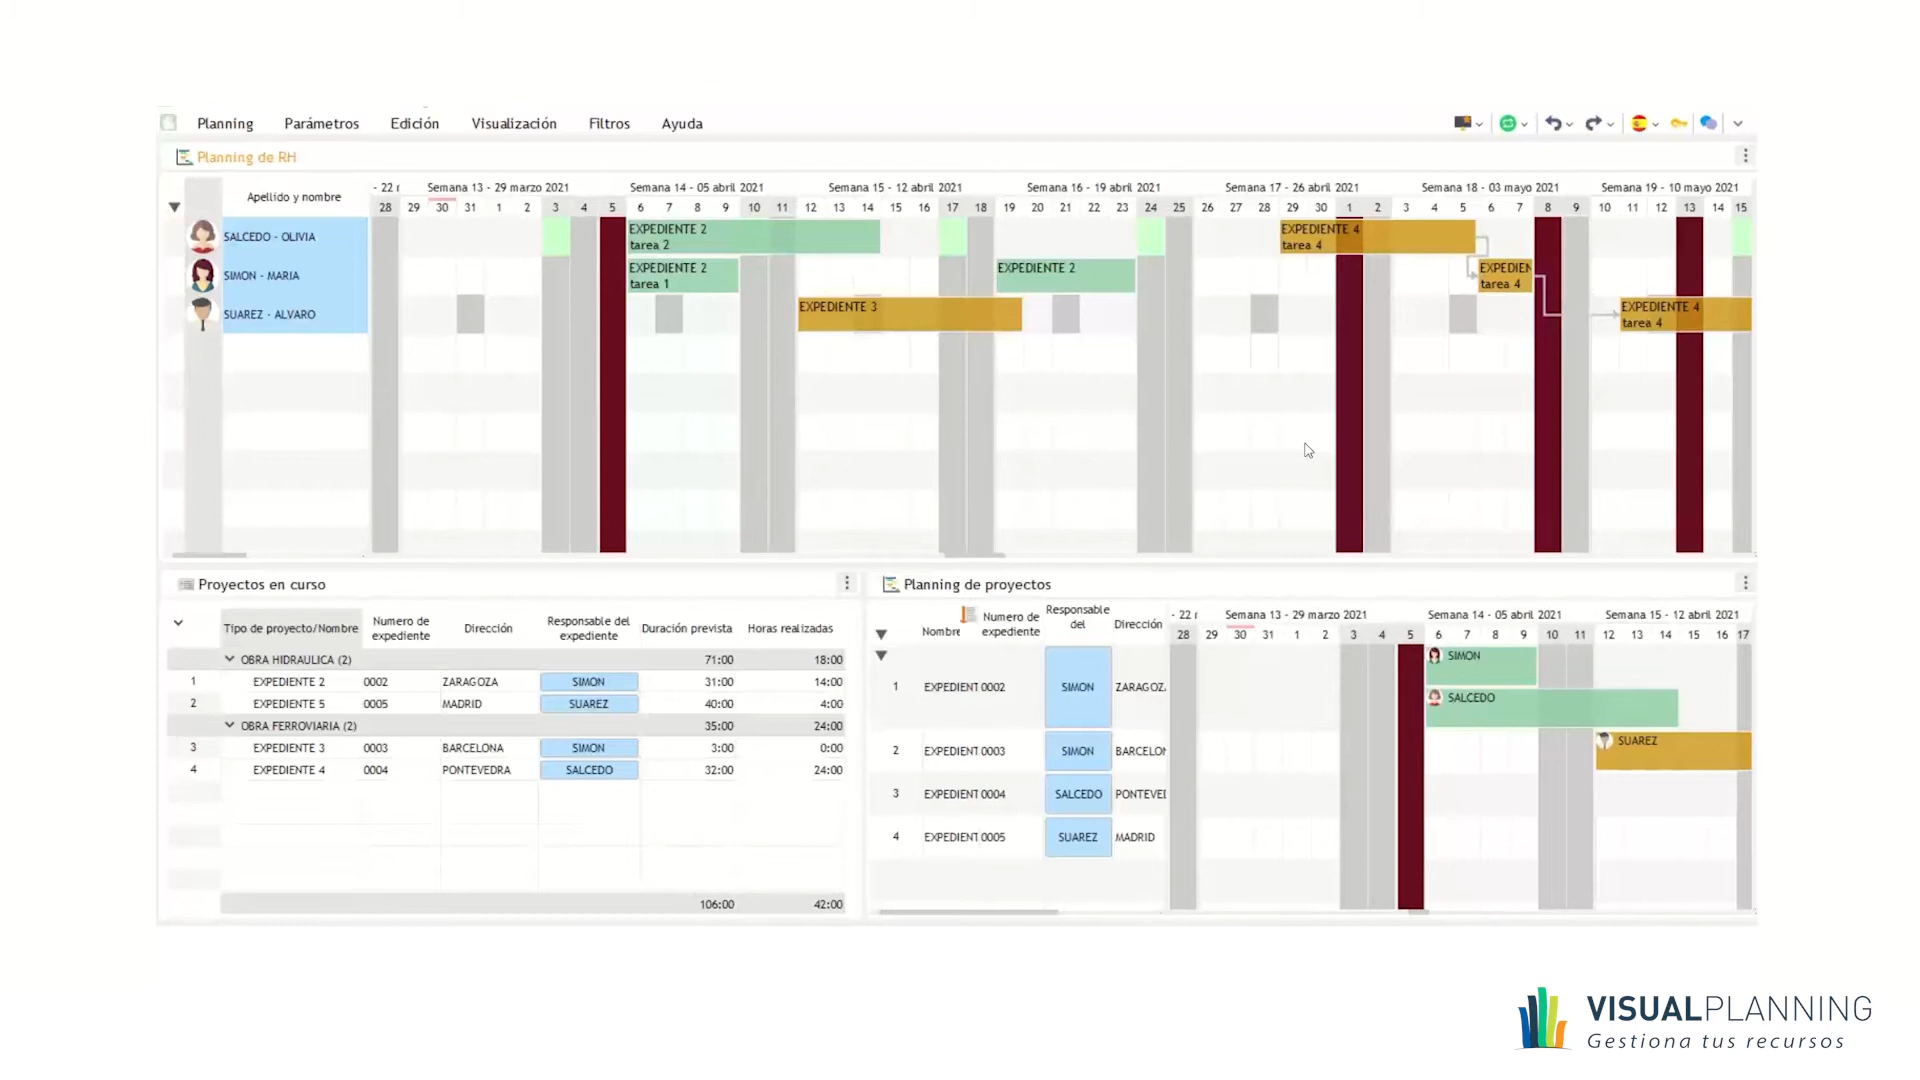 Planning Parámetros Edición Visualización Filtros Ayuda
Planning de RH
Apellido y nombre
- 22 Semana 13 - 29 marzo 2021 Semana 14 - 05 abril 2021 Semana 15 - 12 abril 2021 Semana 16 - 19 abril 2021 Semana 17 - 26 abril 2021 Semana 18 - 03 mayo 2021 Semana 19 - 10 mayo 2021
28 29 30 31 1 2 3 4 5 6 7 8 9 10 11 12 13 14 15 16 17 18 19 20 21 22 23 24 25 26 27 28 29 30 1 2 3 4 5 6 7 8 9 10 11 12 13 14 15
SALCEDO - OLIVIA
EXPEDIENTE 2
tarea 2
EXPEDIENTE 4
tarea 4
SIMON - MARIA
EXPEDIENTE 2
tarea 1
EXPEDIENTE 2
EXPEDIEN
tarea 4
SUAREZ - ALVARO
EXPEDIENTE 3
EXPEDIENTE 4
tarea 4
Proyectos en curso
Tipo de proyecto/Nombre
Numero de
expediente
Dirección
Responsable del
expediente
Duración prevista
Horas realizadas
OBRA HIDRAULICA (2) 71:00 18:00
1 EXPEDIENTE 2 0002 ZARAGOZA SIMON 31:00 14:00
2 EXPEDIENTE 5 0005 MADRID SUAREZ 40:00 4:00
OBRA FERROVIARIA (2) 35:00 24:00
3 EXPEDIENTE 3 0003 BARCELONA SIMON 3:00 0:00
4 EXPEDIENTE 4 0004 PONTEVEDRA SALCEDO 32:00 24:00
106:00 42:00
Planning de proyectos
Nombre
Numero de
expediente
Responsable
del
Dirección
- 22 Semana 13 - 29 marzo 2021 Semana 14 - 05 abril 2021 Semana 15 - 12 abril 2021
28 29 30 31 1 2 3 4 5 6 7 8 9 10 11 12 13 14 15 16 17
1 EXPEDIENT 0002 SIMON ZARAGOZ
SIMON
SALCEDO
2 EXPEDIENT 0003 SIMON BARCELON
SUAREZ
3 EXPEDIENT 0004 SALCEDO PONTEVEI
4 EXPEDIENT 0005 SUAREZ MADRID
VISUALPLANNING
Gestiona tus recursos